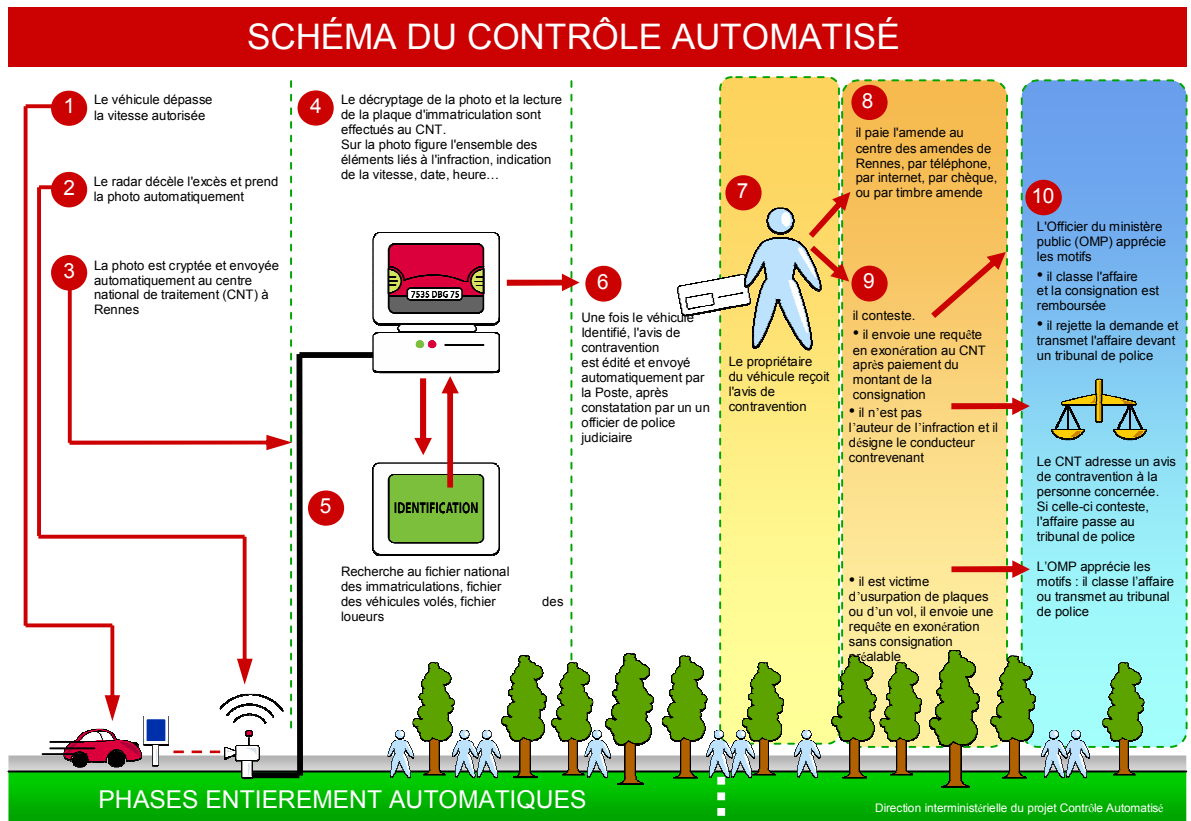 SCHÉMA DU CONTRÔLE AUTOMATISÉ
1
Le véhicule dépasse
la vitesse autorisée
2
Le radar décèle l'excès et prend
la photo automatiquement
3
La photo est cryptée et envoyée
automatiquement au centre
national de traitement (CNT) à
Rennes
4
Le décryptage de la photo et la lecture
de la plaque d'immatriculation sont
effectués au CNT.
Sur la photo figure l'ensemble des
éléments liés à l'infraction, indication
de la vitesse, date, heure…
7535 DBG 75
5
IDENTIFICATION
Recherche au fichier national
des immatriculations, fichier
des véhicules volés, fichier des
loueurs
6
Une fois le véhicule
Identifié, l'avis de
contravention
est édité et envoyé
automatiquement par
la Poste, après
constatation par un un
officier de police
judiciaire
7
Le propriétaire
du véhicule reçoit
l'avis de
contravention
8
il paie l'amende au
centre des amendes de
Rennes, par téléphone,
par internet, par chèque,
ou par timbre amende
9
il conteste.
• il envoie une requête
en exonération au CNT
après paiement du
montant de la
consignation
• il n'est pas
l'auteur de l'infraction et il
désigne le conducteur
contrevenant
• il est victime
d'usurpation de plaques
ou d'un vol, il envoie une
requête en exonération
sans consignation
préalable
10
L'Officier du ministère
public (OMP) apprécie
les motifs
• il classe l'affaire
et la consignation est
remboursée
• il rejette la demande et
transmet l'affaire devant
un tribunal de police
Le CNT adresse un avis
de contravention à la
personne concernée.
Si celle-ci conteste,
l'affaire passe au
tribunal de police
L'OMP apprécie les
motifs : il classe l'affaire
ou transmet au tribunal
de police
PHASES ENTIEREMENT AUTOMATIQUES
Direction interministérielle du projet Contrôle Automatisé